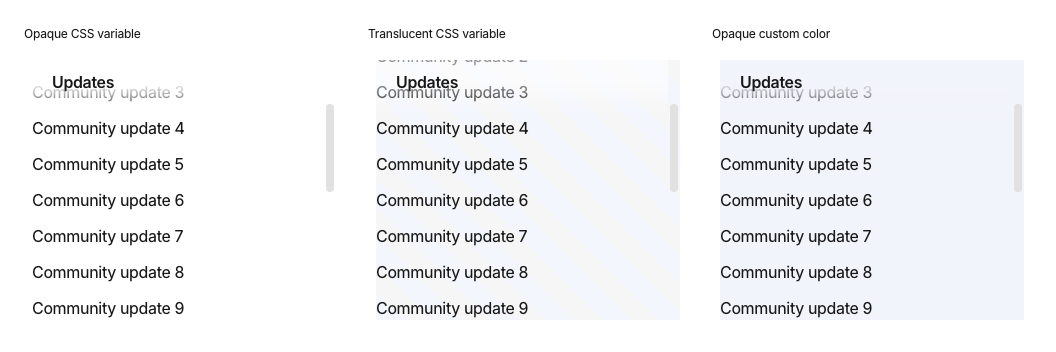 Opaque CSS variable
Updates
Community update 3
Community update 4
Community update 5
Community update 6
Community update 7
Community update 8
Community update 9
Translucent CSS variable
Community update 2
Updates
Community update 3
Community update 4
Community update 5
Community update 6
Community update 7
Community update 8
Community update 9
Opaque custom color
Updates
Community update 3
Community update 4
Community update 5
Community update 6
Community update 7
Community update 8
Community update 9